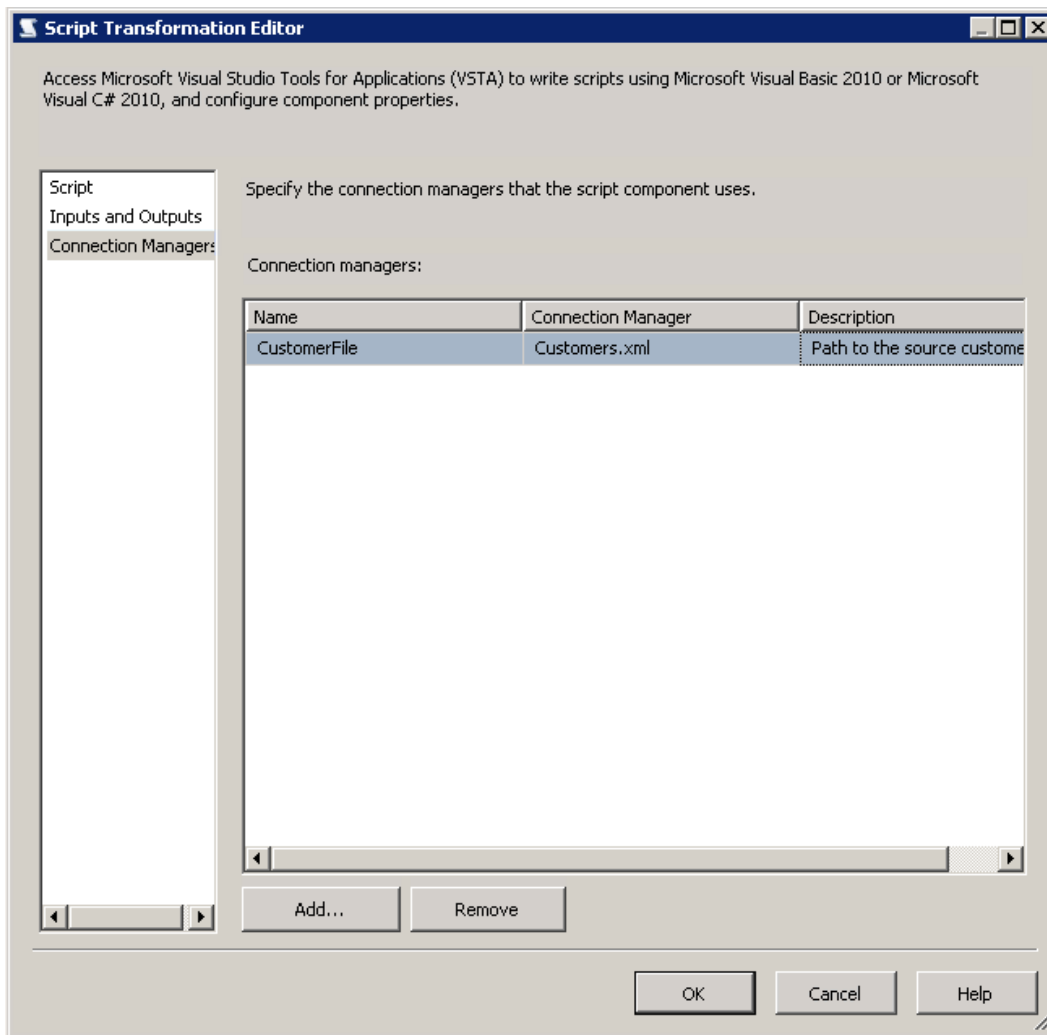 Script Transformation Editor
Access Microsoft Visual Studio Tools for Applications (VSTA) to write scripts using Microsoft Visual Basic 2010 or Microsoft
Visual C# 2010, and configure component properties.
Script
Inputs and Outputs
Connection Managers
Specify the connection managers that the script component uses.
Connection managers:
Name Connection Manager Description
CustomerFile Customers.xml Path to the source custome
Add... Remove
OK Cancel Help